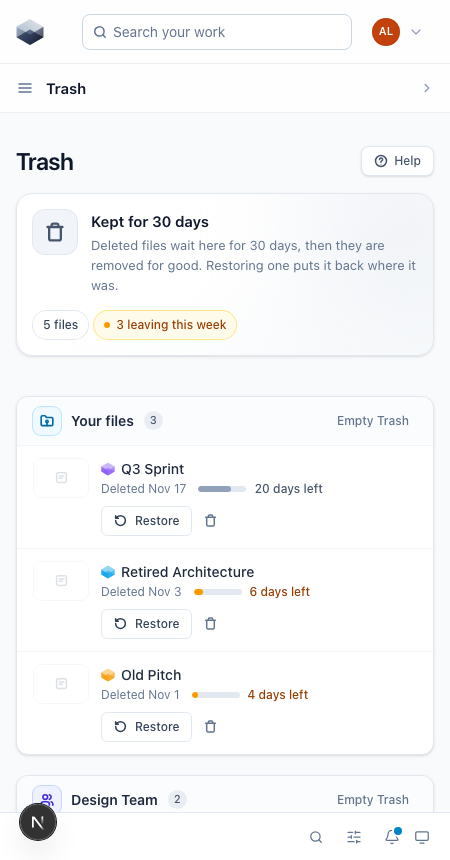 Search your work
AL
Trash
Trash
Help
Kept for 30 days
Deleted files wait here for 30 days, then they are
removed for good. Restoring one puts it back where it
was.
5 files
3 leaving this week
Your files 3
Empty Trash
Q3 Sprint
Deleted Nov 17 20 days left
Restore
Retired Architecture
Deleted Nov 3 6 days left
Restore
Old Pitch
Deleted Nov 1 4 days left
Restore
Design Team 2
Empty Trash
N